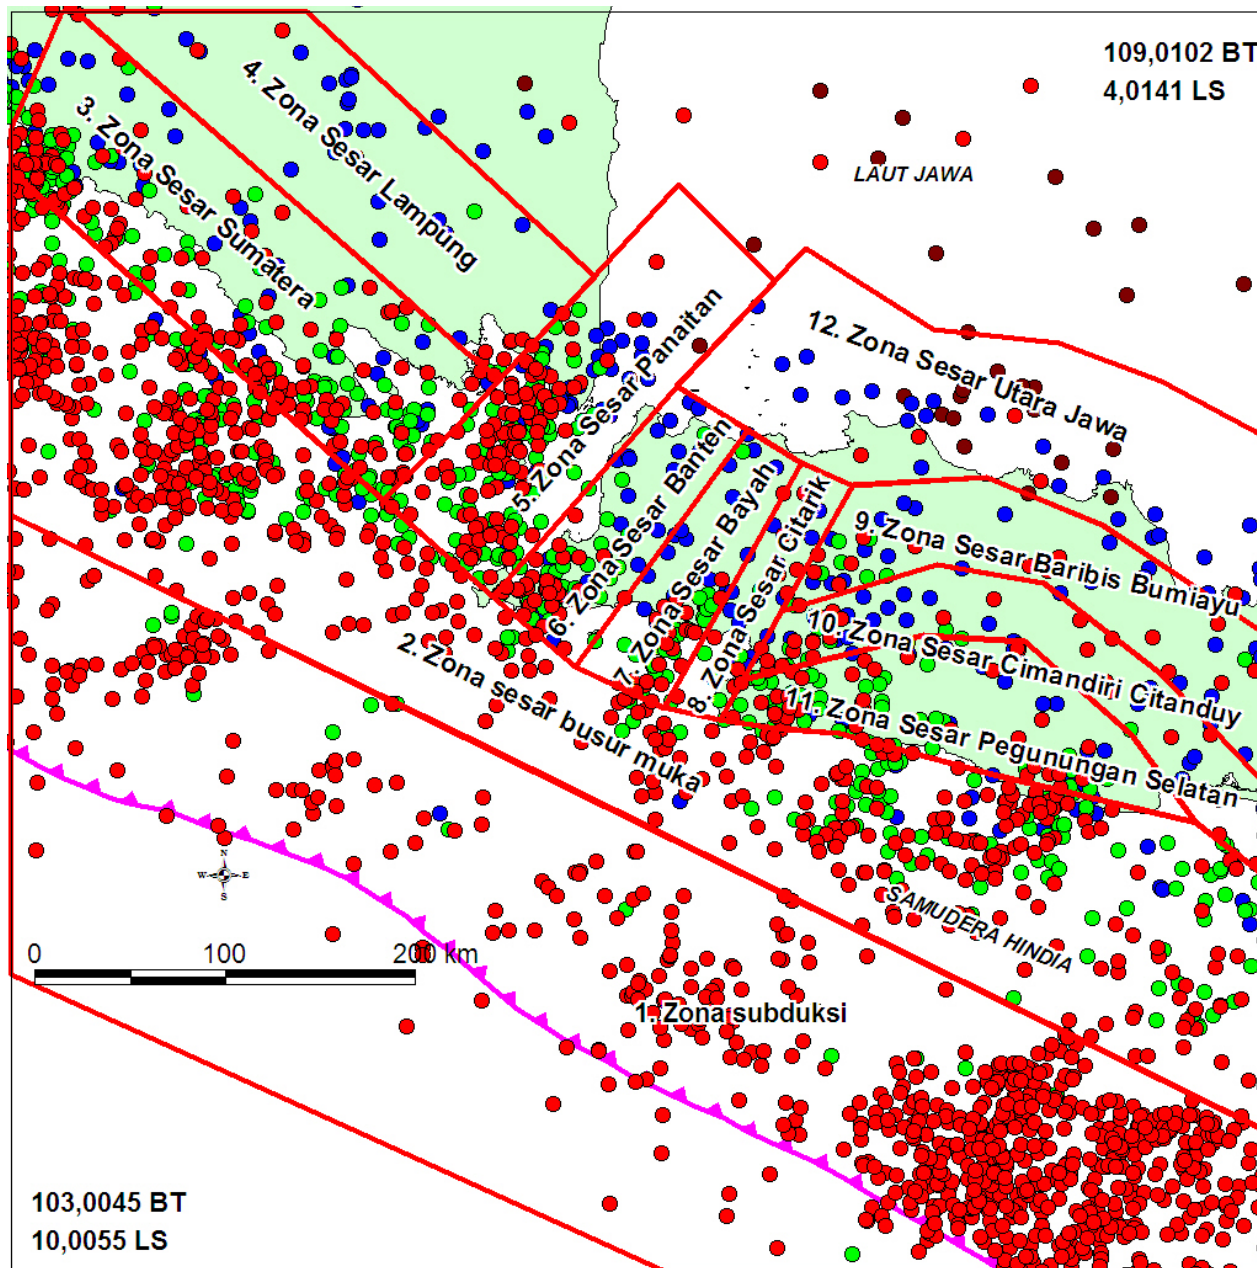 109,0102 BT
4,0141 LS
4. Zona Sesar Lampung
3. Zona Sesar Sumatera
LAUT JAWA
5. Zona Sesar Panaitan
12. Zona Sesar Utara Jawa
6. Zona Sesar Banten
7. Zona Sesar Bayah
8. Zona Sesar Citarik
9. Zona Sesar Baribis Bumiayu
10. Zona Sesar Cimandiri Citanduy
11. Zona Sesar Pegunungan Selatan
2. Zona sesar busur muka
N
W E
S
SAMUDERA HINDIA
0 100 200 km
1. Zona subduksi
103,0045 BT
10,0055 LS